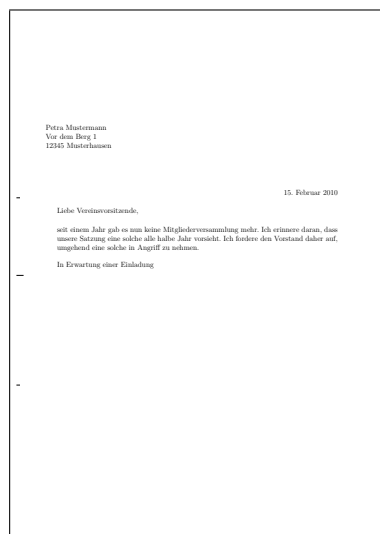 Petra Mustermann
Vor dem Berg 1
12345 Musterhausen
15. Februar 2010
Liebe Vereinsvorsitzende,
seit einem Jahr gab es nun keine Mitgliederversammlung mehr. Ich erinnere daran, dass
unsere Satzung eine solche alle halbe Jahr vorsieht. Ich fordere den Vorstand daher auf,
umgehend eine solche in Angriff zu nehmen.
In Erwartung einer Einladung